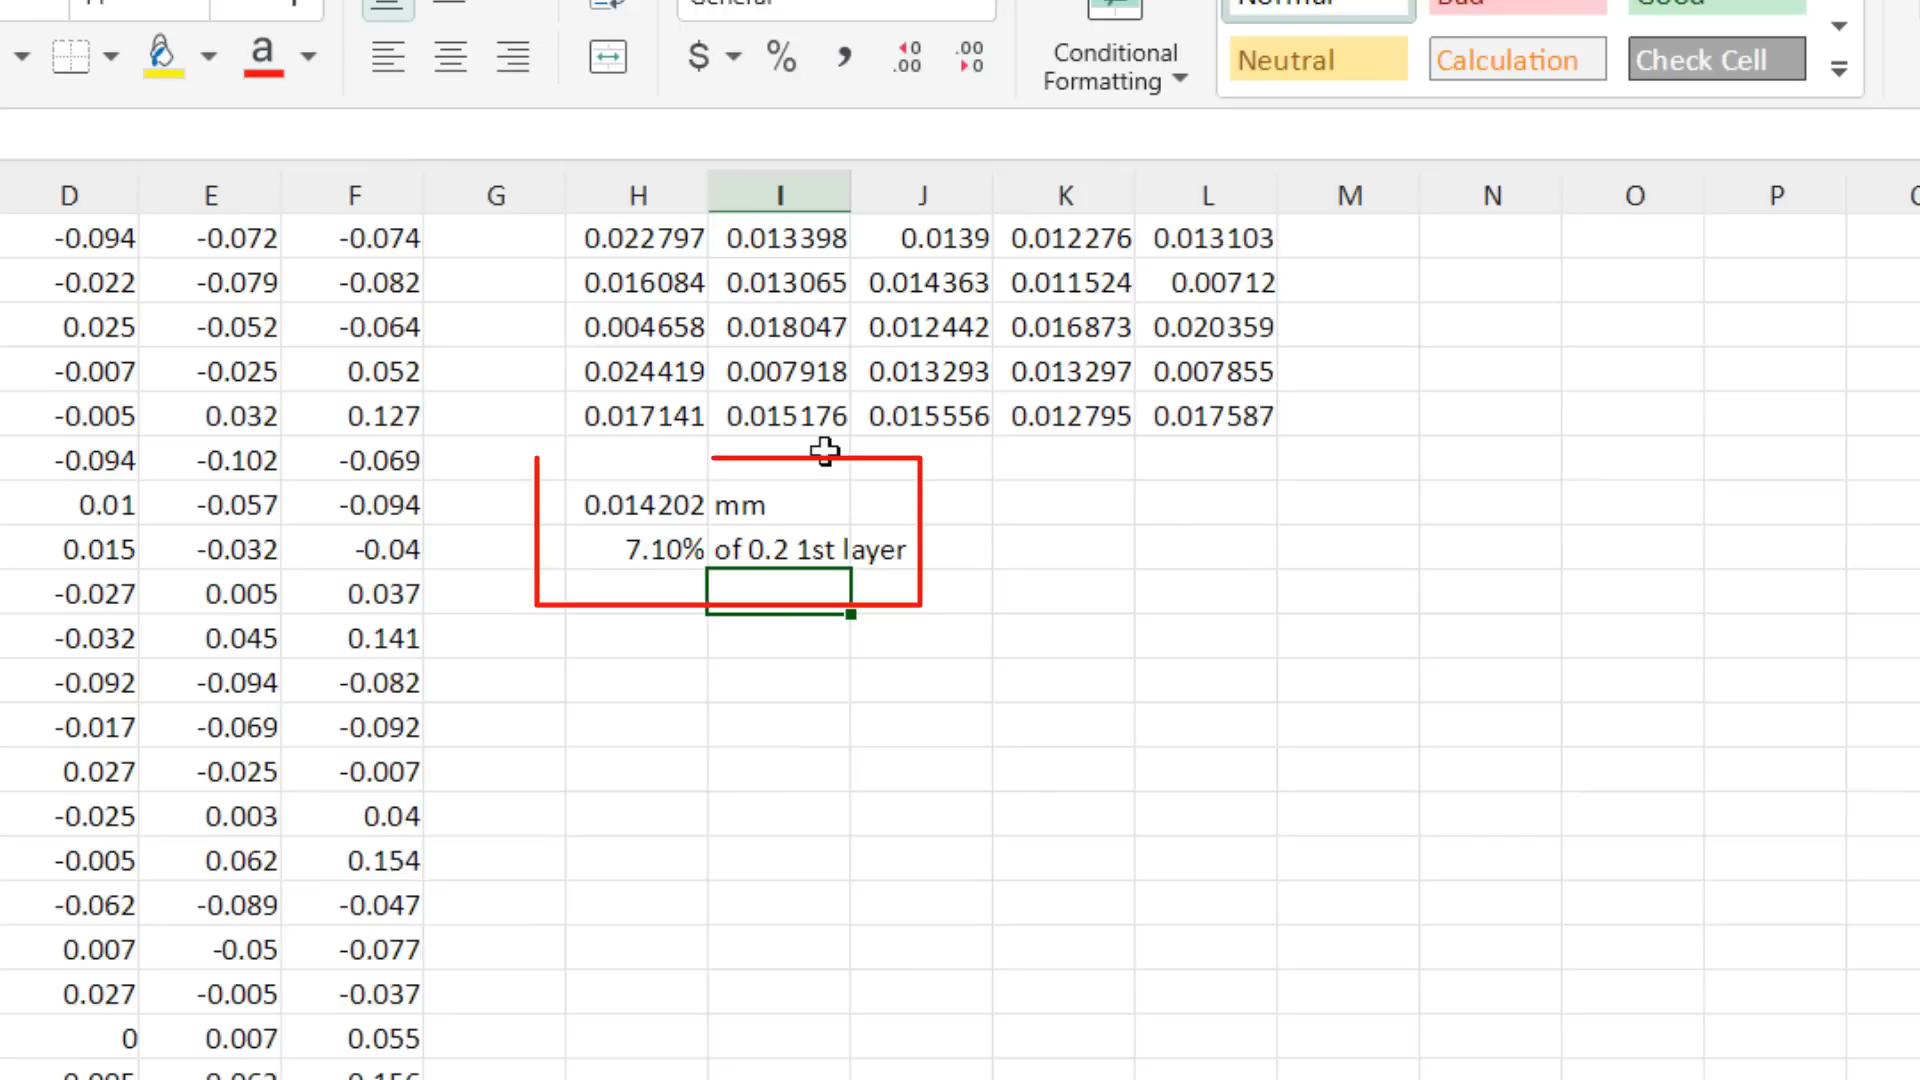 General
Normal Bad Good
a $ % , .00 .00 Conditional Formatting Neutral Calculation Check Cell
D E F G H I J K L M N O P
-0.094 -0.072 -0.074 0.022797 0.013398 0.0139 0.012276 0.013103
-0.022 -0.079 -0.082 0.016084 0.013065 0.014363 0.011524 0.00712
0.025 -0.052 -0.064 0.004658 0.018047 0.012442 0.016873 0.020359
-0.007 -0.025 0.052 0.024419 0.007918 0.013293 0.013297 0.007855
-0.005 0.032 0.127 0.017141 0.015176 0.015556 0.012795 0.017587
-0.094 -0.102 -0.069
0.01 -0.057 -0.094 0.014202 mm
0.015 -0.032 -0.04 7.10% of 0.2 1st layer
-0.027 0.005 0.037
-0.032 0.045 0.141
-0.092 -0.094 -0.082
-0.017 -0.069 -0.092
0.027 -0.025 -0.007
-0.025 0.003 0.04
-0.005 0.062 0.154
-0.062 -0.089 -0.047
0.007 -0.05 -0.077
0.027 -0.005 -0.037
0 0.007 0.055